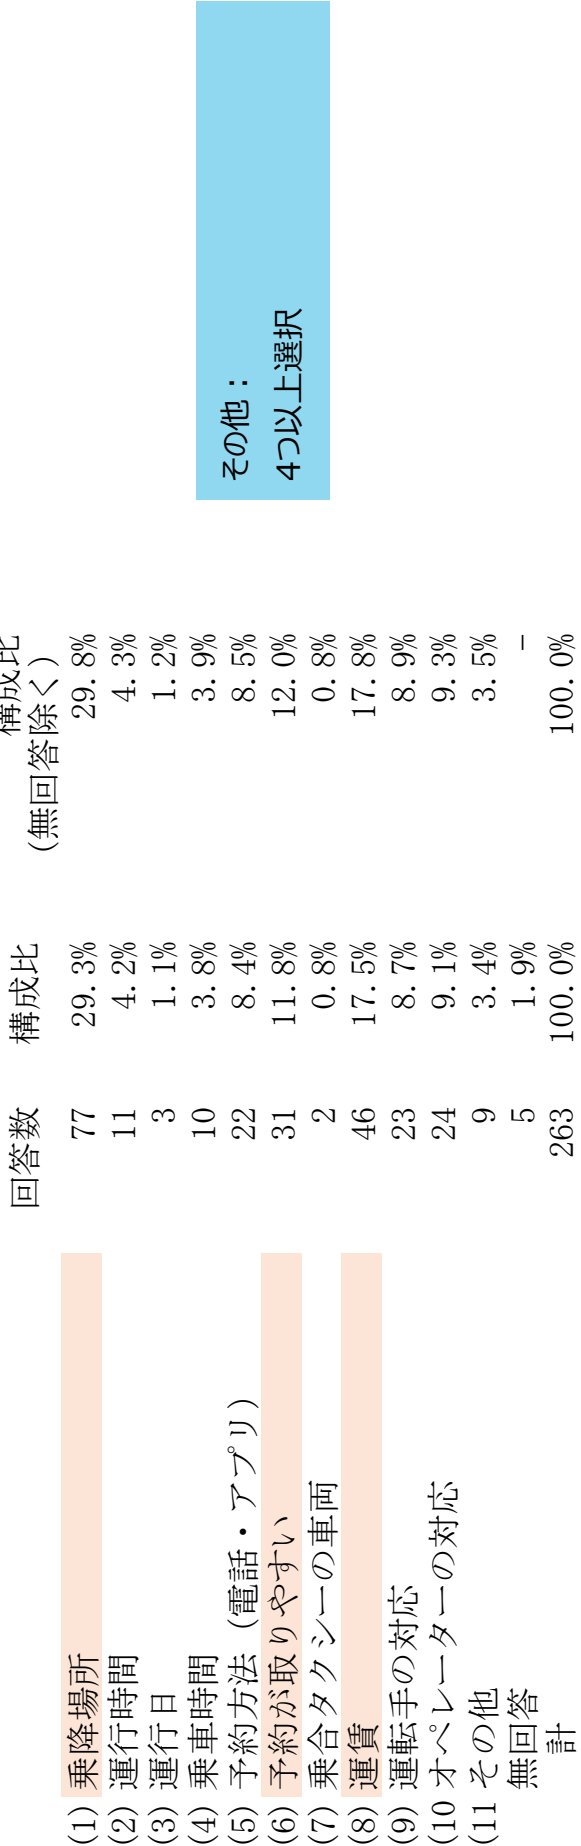 回答数 構成比 構成比
(無回答除く)
(1) 乗降場所 77 29.3% 29.8%
(2) 運行時間 11 4.2% 4.3%
(3) 運行日 3 1.1% 1.2%
(4) 乗車時間 10 3.8% 3.9%
(5) 予約方法（電話・アプリ） 22 8.4% 8.5%
(6) 予約が取りやすい 31 11.8% 12.0%
(7) 乗合タクシーの車両 2 0.8% 0.8%
(8) 運賃 46 17.5% 17.8%
(9) 運転手の対応 23 8.7% 8.9%
(10 オペレーターの対応 24 9.1% 9.3%
(11 その他 9 3.4% 3.5%
無回答 5 1.9% －
計 263 100.0% 100.0%
その他：
4つ以上選択